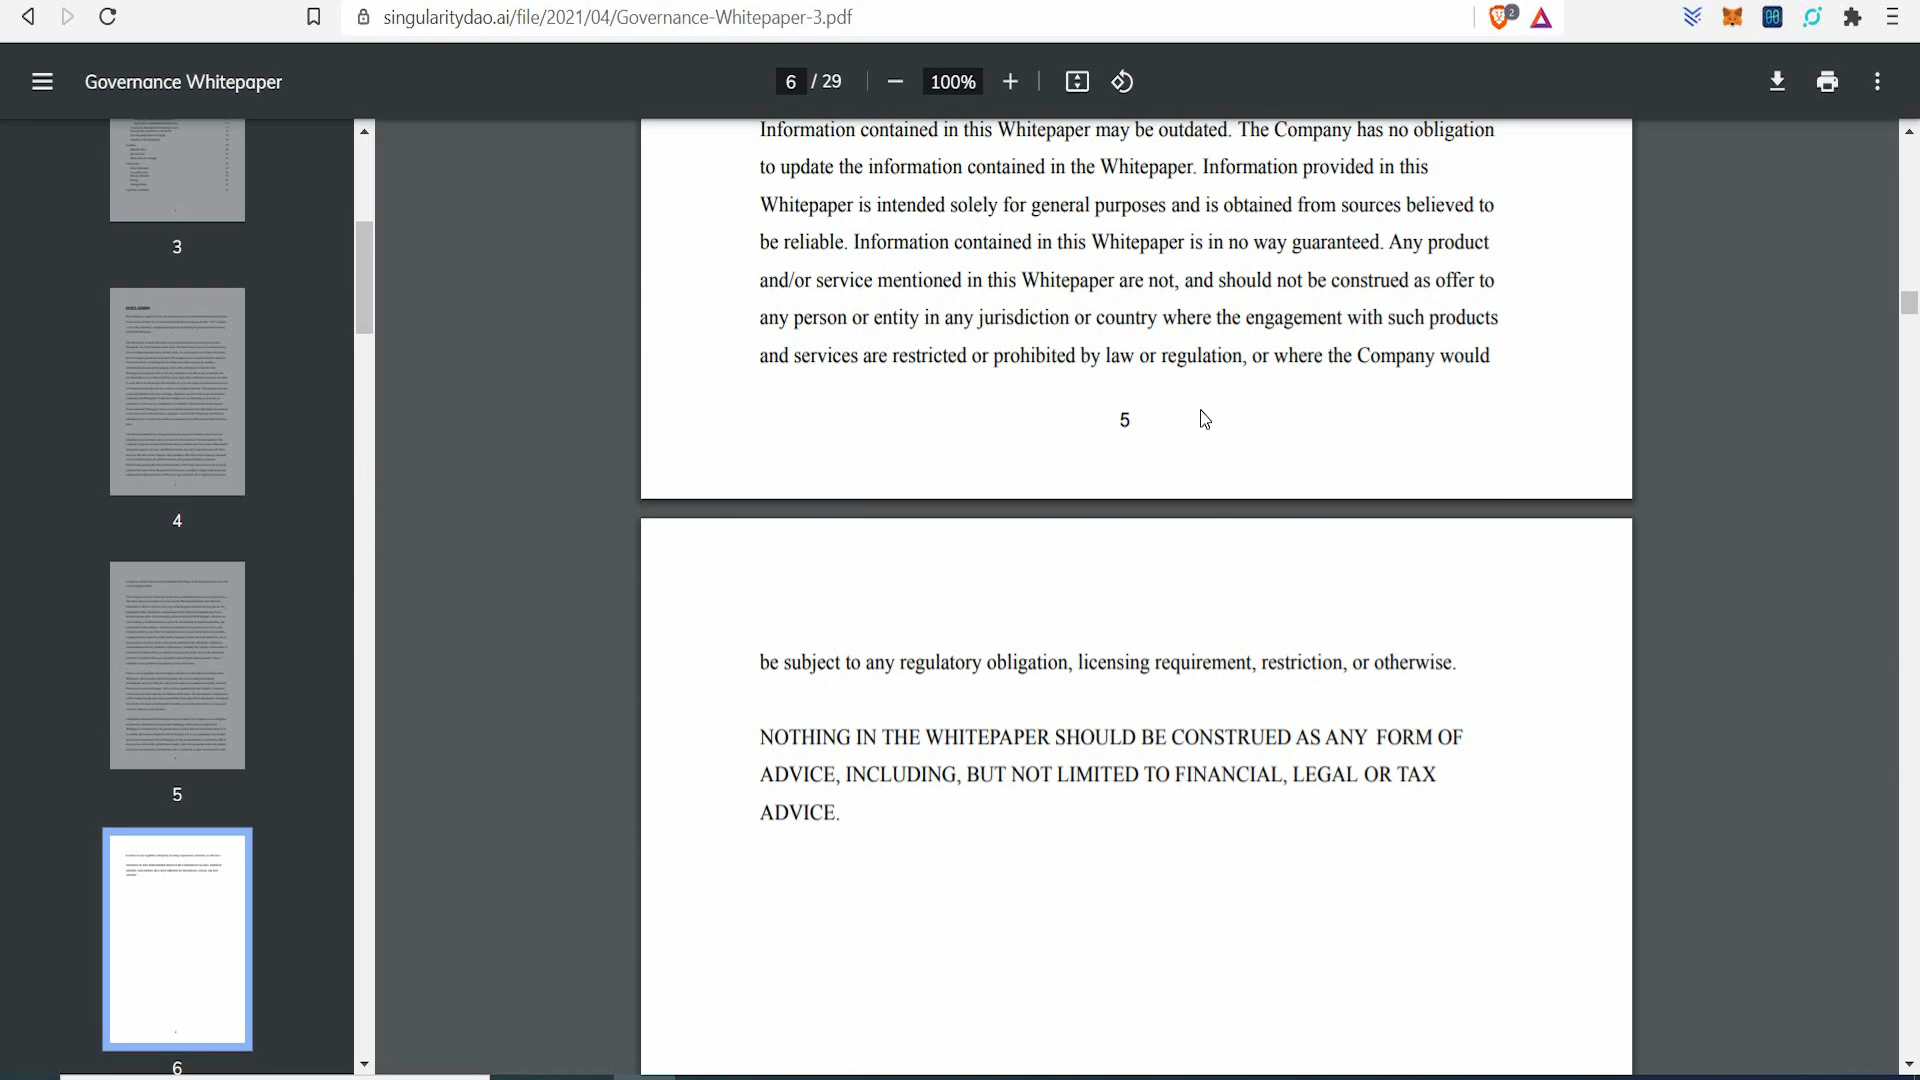 singularitydao.ai/file/2021/04/Governance-Whitepaper-3.pdf
2
Governance Whitepaper
6 / 29
100%
3
DISCLAIMER
4
5
6
Information contained in this Whitepaper may be outdated. The Company has no obligation
to update the information contained in the Whitepaper. Information provided in this
Whitepaper is intended solely for general purposes and is obtained from sources believed to
be reliable. Information contained in this Whitepaper is in no way guaranteed. Any product
and/or service mentioned in this Whitepaper are not, and should not be construed as offer to
any person or entity in any jurisdiction or country where the engagement with such products
and services are restricted or prohibited by law or regulation, or where the Company would
5
be subject to any regulatory obligation, licensing requirement, restriction, or otherwise.
NOTHING IN THE WHITEPAPER SHOULD BE CONSTRUED AS ANY FORM OF
ADVICE, INCLUDING, BUT NOT LIMITED TO FINANCIAL, LEGAL OR TAX
ADVICE.